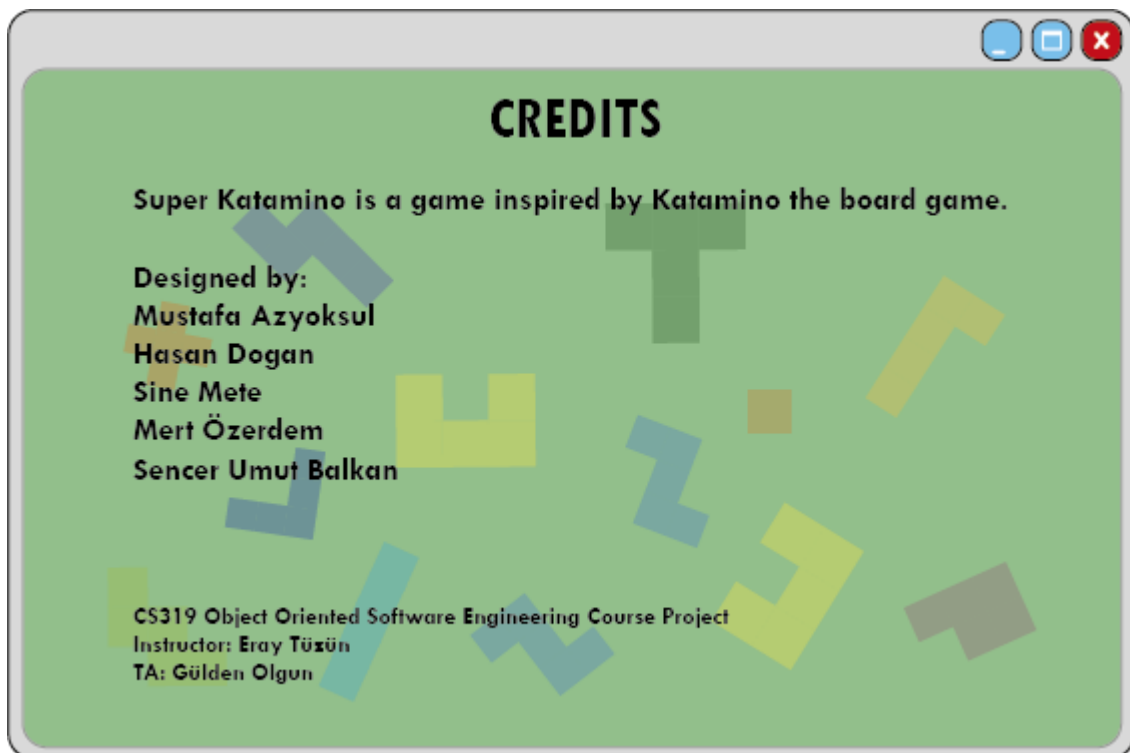 CREDITS
Super Katamino is a game inspired by Katamino the board game.
Designed by:
Mustafa Azyoksul
Hasan Dogan
Sine Mete
Mert Özerdem
Sencer Umut Balkan
CS319 Object Oriented Software Engineering Course Project
Instructor: Eray Tüzün
TA: Gülden Olgun